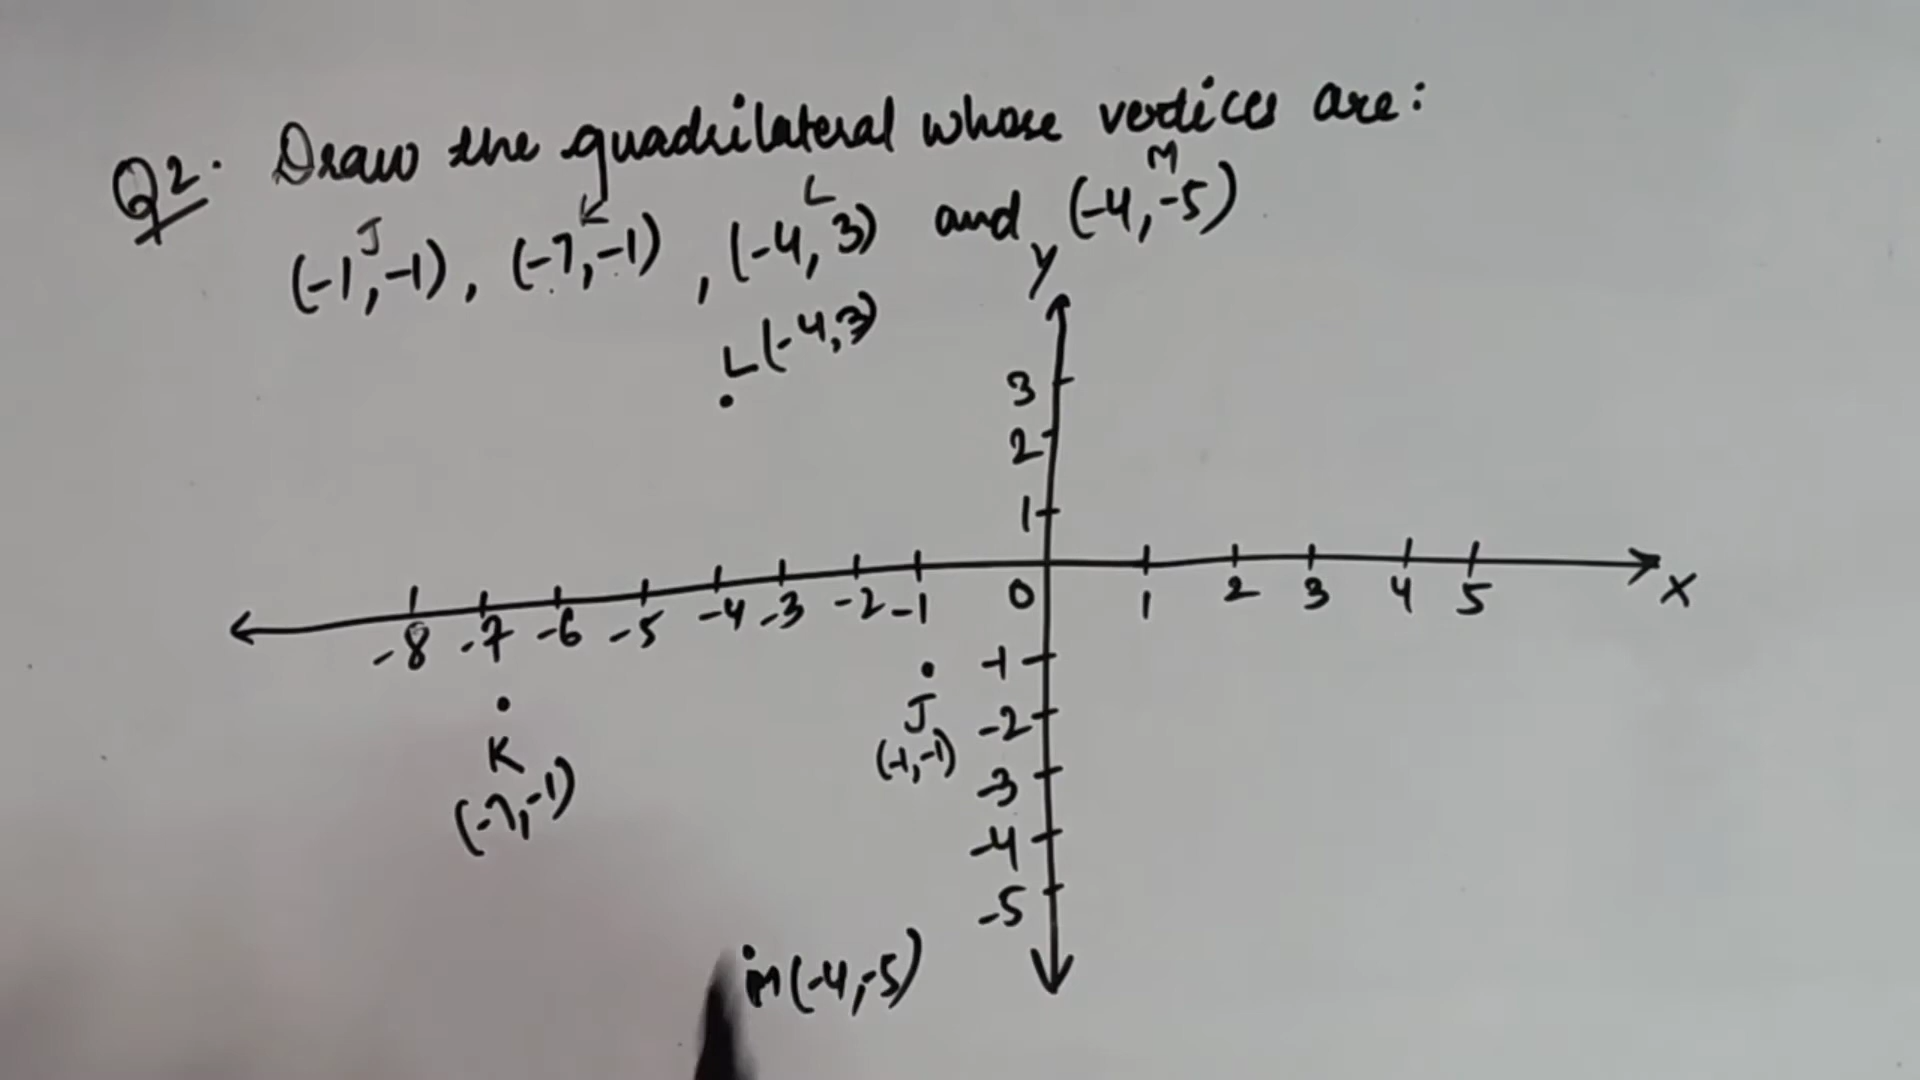 Q2. Draw the quadrilateral whose vertices are:
J K L M
(-1,-1), (-7,-1), (-4,3) and (-4,-5)
L(-4,3)
Y
3
2
1
-8 -7 -6 -5 -4 -3 -2 -1 0 1 2 3 4 5 X
-1
-2
-3
-4
-5
J
(-1,-1)
K
(-7,-1)
M(-4,-5)